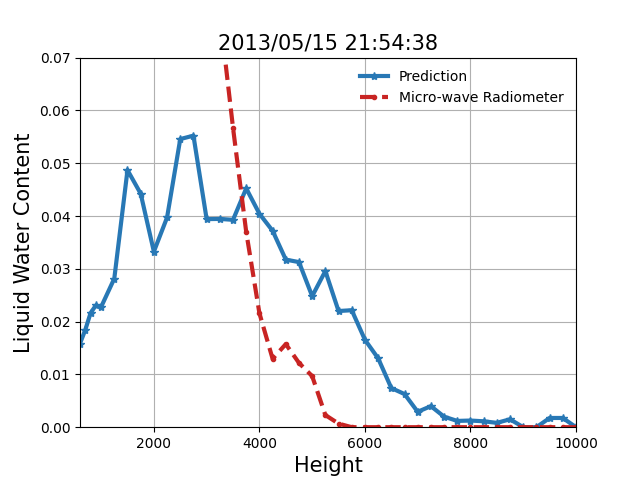 2013/05/15 21:54:38
0.07
0.06
0.05
0.04
0.03
0.02
0.01
0.00
Liquid Water Content
Prediction
Micro-wave Radiometer
2000 4000 6000 8000 10000
Height